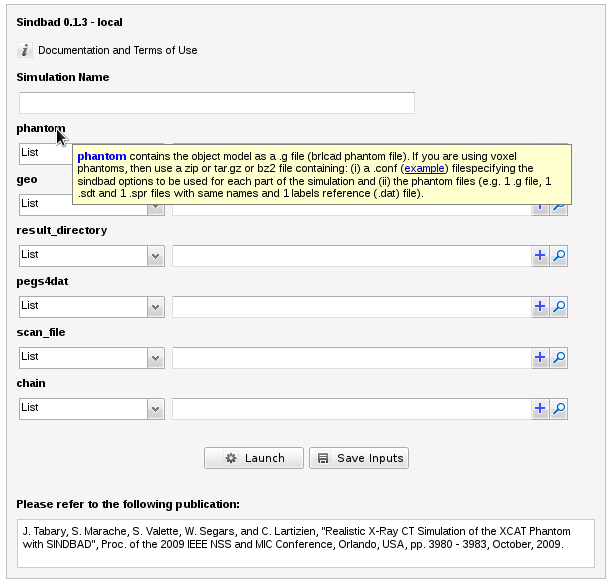 Sindbad 0.1.3 - local
Documentation and Terms of Use
Simulation Name
phantom
List
phantom contains the object model as a .g file (brlcad phantom file). If you are using voxel
phantoms, then use a zip or tar.gz or bz2 file containing: (i) a .conf (example) filespecifying the
sindbad options to be used for each part of the simulation and (ii) the phantom files (e.g. 1 .g file, 1
.sdt and 1 .spr files with same names and 1 labels reference (.dat) file).
geo
List
result_directory
List
pegs4dat
List
scan_file
List
chain
List
Launch
Save Inputs
Please refer to the following publication:
J. Tabary, S. Marache, S. Valette, W. Segars, and C. Lartizien, "Realistic X-Ray CT Simulation of the XCAT Phantom
with SINDBAD", Proc. of the 2009 IEEE NSS and MIC Conference, Orlando, USA, pp. 3980 - 3983, October, 2009.